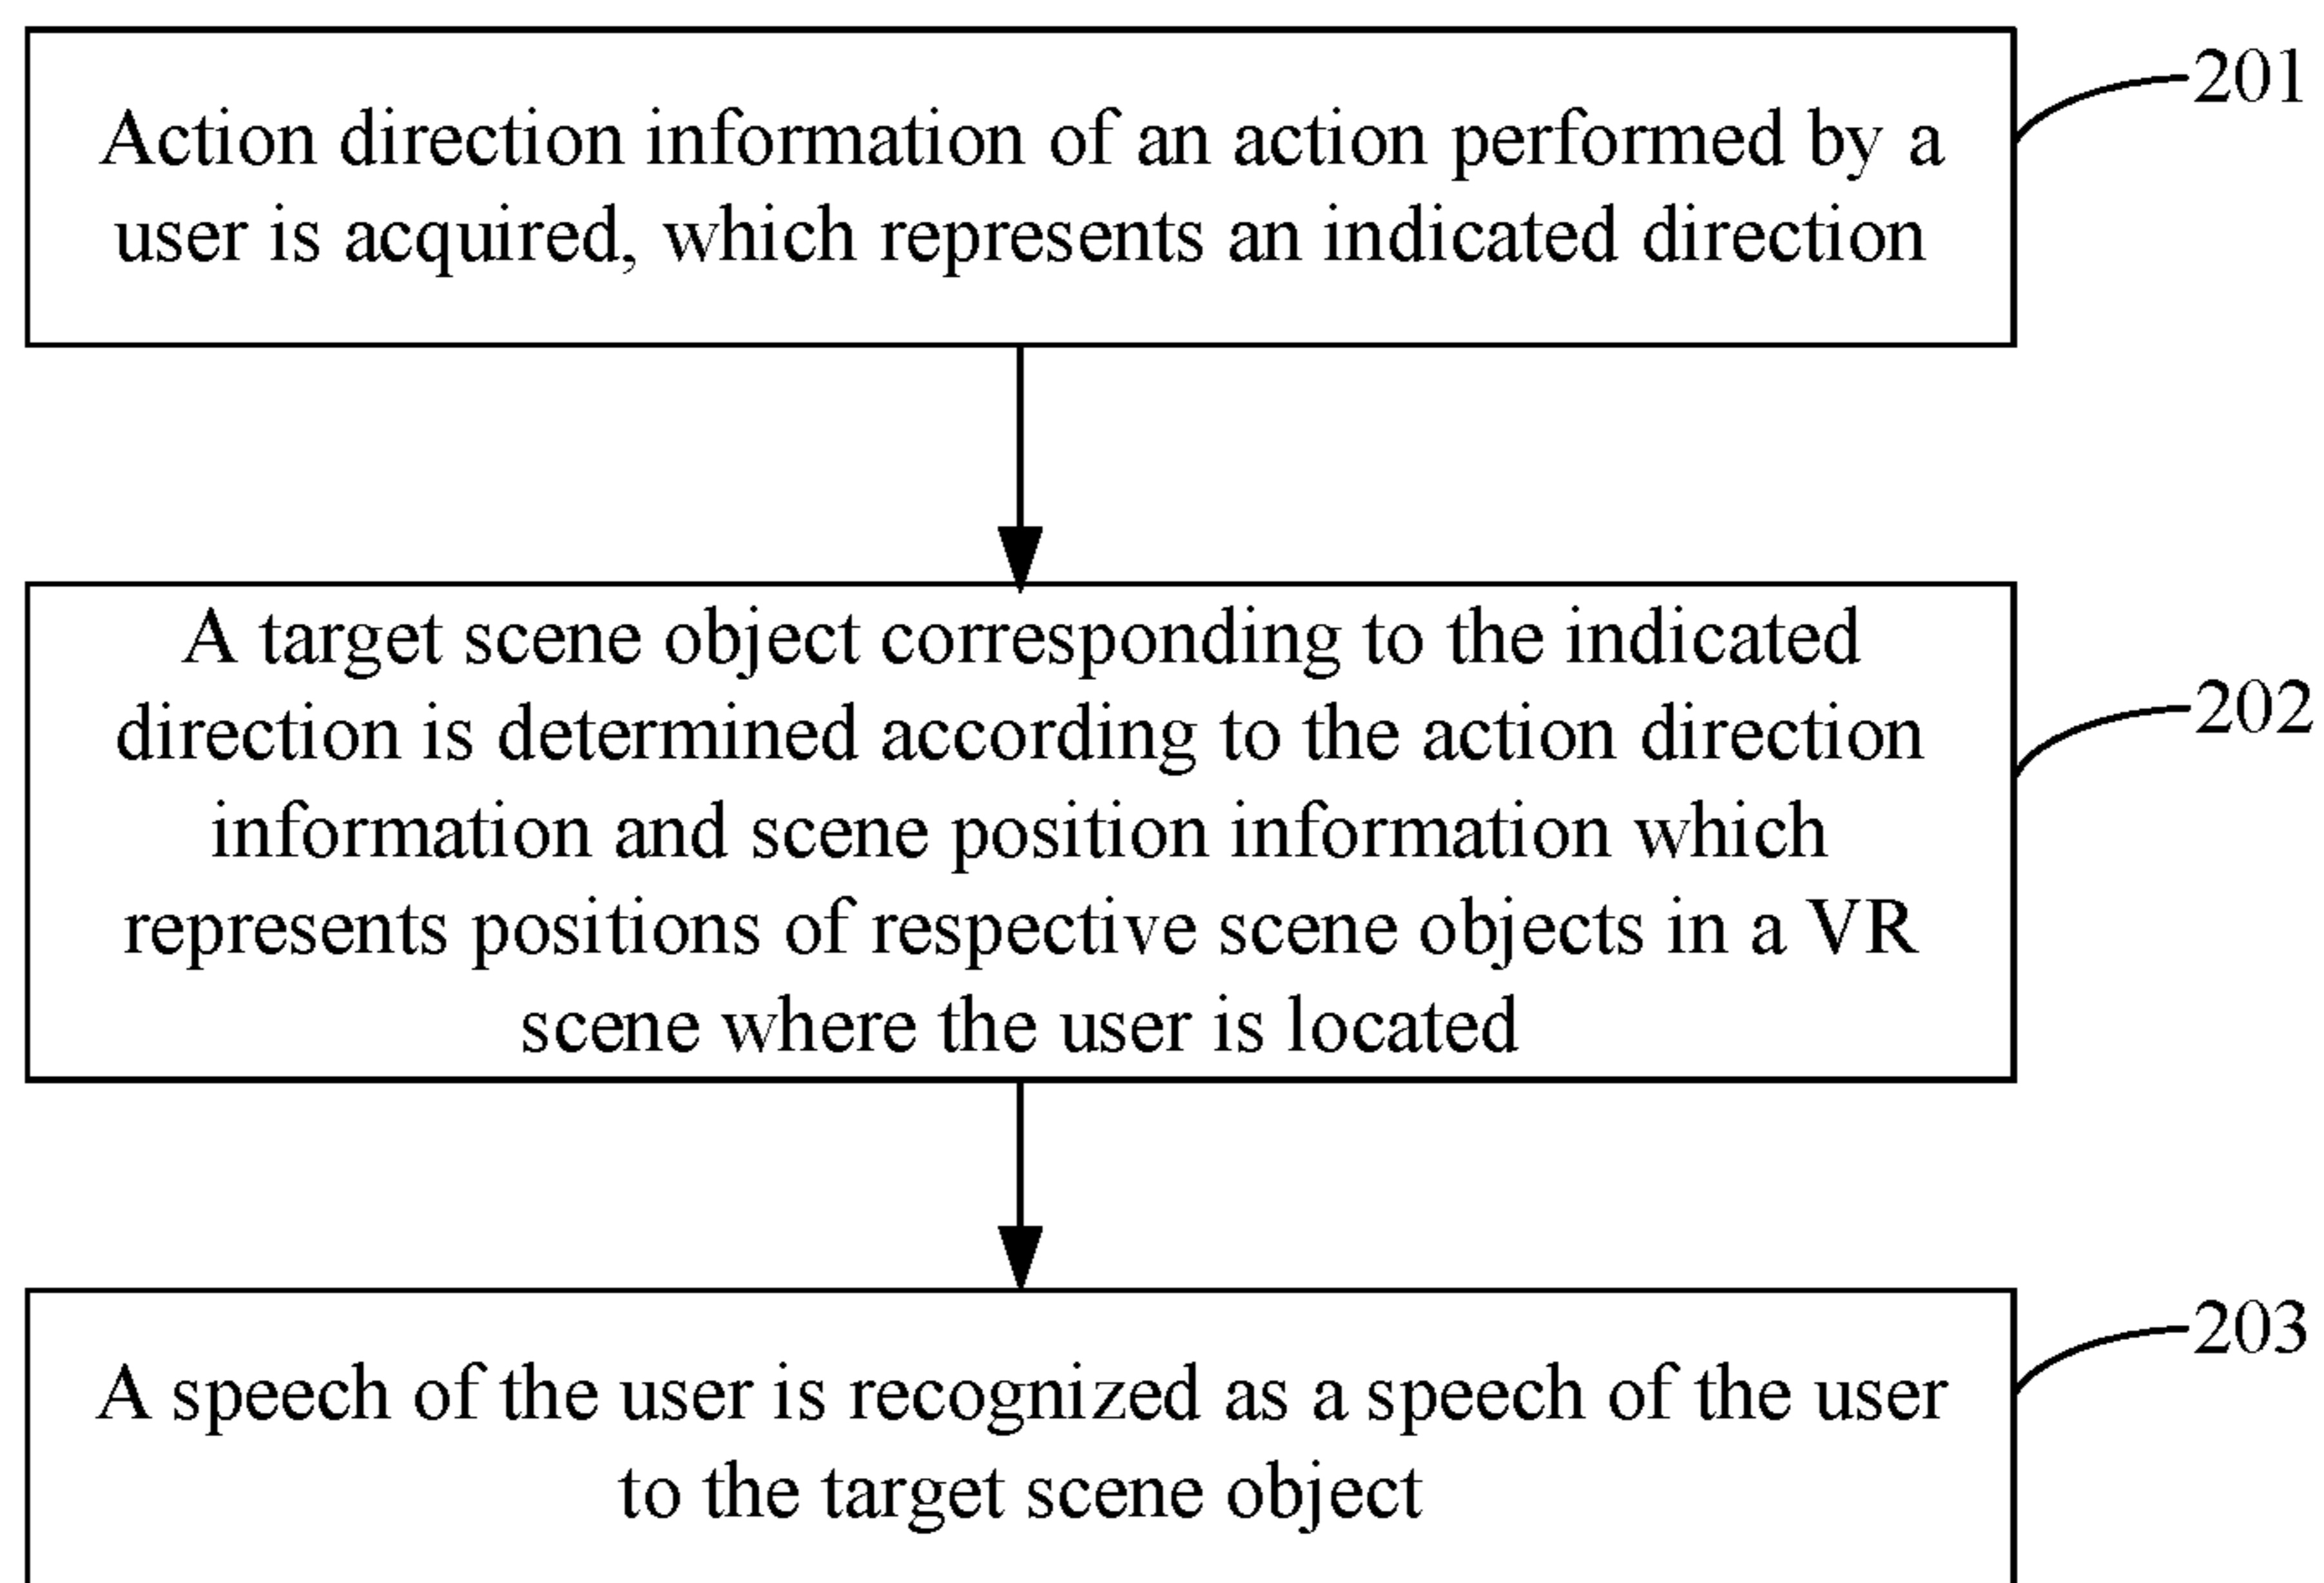 Action direction information of an action performed by a
user is acquired, which represents an indicated direction
201
A target scene object corresponding to the indicated
direction is determined according to the action direction
information and scene position information which
represents positions of respective scene objects in a VR
scene where the user is located
202
A speech of the user is recognized as a speech of the user
to the target scene object
203